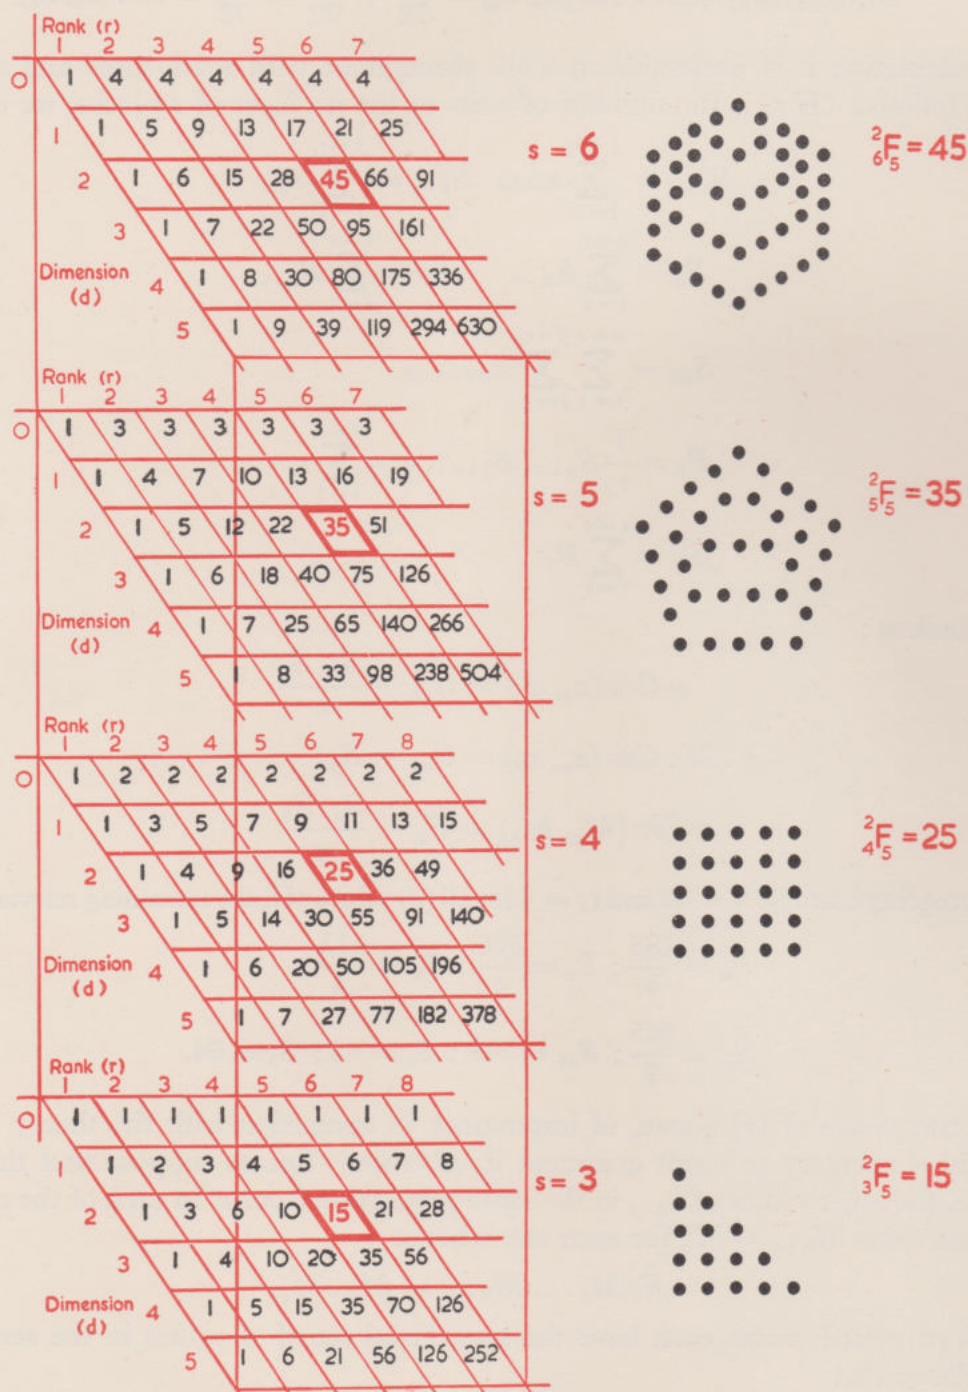 Rank (r)
1 2 3 4 5 6 7
0 1 4 4 4 4 4 4
1 1 5 9 13 17 21 25
2 1 6 15 28 45 66 91
s = 6
²₆F₅ = 45
3 1 7 22 50 95 161
Dimension (d)
4 1 8 30 80 175 336
5 1 9 39 119 294 630
Rank (r)
1 2 3 4 5 6 7
0 1 3 3 3 3 3 3
1 1 4 7 10 13 16 19
s = 5
²₅F₅ = 35
2 1 5 12 22 35 51
3 1 6 18 40 75 126
Dimension (d)
4 1 7 25 65 140 266
5 1 8 33 98 238 504
Rank (r)
1 2 3 4 5 6 7 8
0 1 2 2 2 2 2 2 2
1 1 3 5 7 9 11 13 15
s = 4
²₄F₅ = 25
2 1 4 9 16 25 36 49
3 1 5 14 30 55 91 140
Dimension (d)
4 1 6 20 50 105 196
5 1 7 27 77 182 378
Rank (r)
1 2 3 4 5 6 7 8
0 1 1 1 1 1 1 1 1
1 1 2 3 4 5 6 7 8
s = 3
²₃F₅ = 15
2 1 3 6 10 15 21 28
3 1 4 10 20 35 56
Dimension (d)
4 1 5 15 35 70 126
5 1 6 21 56 126 252